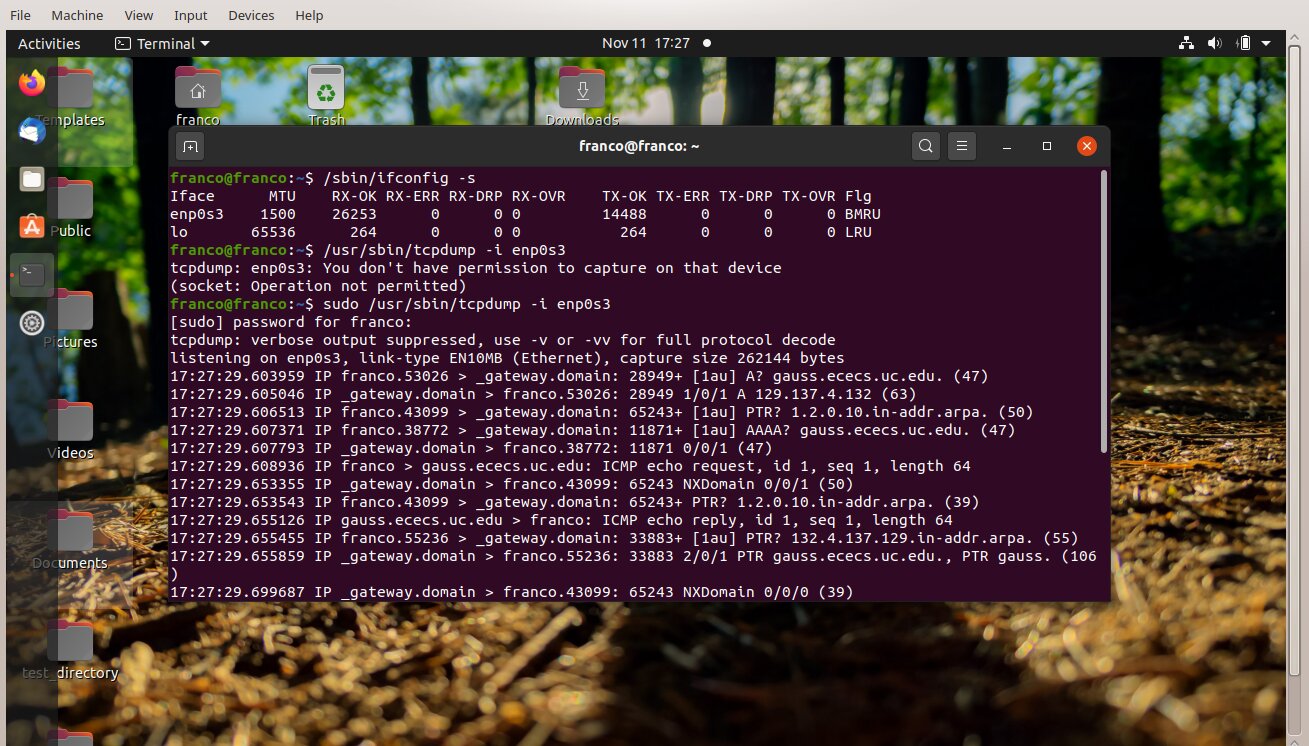 File Machine View Input Devices Help
Activities Terminal Nov 11 17:27
Templates franco Trash Downloads
franco@franco: ~
franco@franco:~$ /sbin/ifconfig -s
Iface MTU RX-OK RX-ERR RX-DRP RX-OVR TX-OK TX-ERR TX-DRP TX-OVR Flg
enp0s3 1500 26253 0 0 0 14488 0 0 0 BMRU
lo 65536 264 0 0 0 264 0 0 0 LRU
franco@franco:~$ /usr/sbin/tcpdump -i enp0s3
tcpdump: enp0s3: You don't have permission to capture on that device
(socket: Operation not permitted)
franco@franco:~$ sudo /usr/sbin/tcpdump -i enp0s3
[sudo] password for franco:
tcpdump: verbose output suppressed, use -v or -vv for full protocol decode
listening on enp0s3, link-type EN10MB (Ethernet), capture size 262144 bytes
17:27:29.603959 IP franco.53026 > _gateway.domain: 28949+ [1au] A? gauss.ececs.uc.edu. (47)
17:27:29.605046 IP _gateway.domain > franco.53026: 28949 1/0/1 A 129.137.4.132 (63)
17:27:29.606513 IP franco.43099 > _gateway.domain: 65243+ [1au] PTR? 1.2.0.10.in-addr.arpa. (50)
17:27:29.607371 IP franco.38772 > _gateway.domain: 11871+ [1au] AAAA? gauss.ececs.uc.edu. (47)
17:27:29.607793 IP _gateway.domain > franco.38772: 11871 0/0/1 (47)
17:27:29.608936 IP franco > gauss.ececs.uc.edu: ICMP echo request, id 1, seq 1, length 64
17:27:29.653355 IP _gateway.domain > franco.43099: 65243 NXDomain 0/0/1 (50)
17:27:29.653543 IP franco.43099 > _gateway.domain: 65243+ PTR? 1.2.0.10.in-addr.arpa. (39)
17:27:29.655126 IP gauss.ececs.uc.edu > franco: ICMP echo reply, id 1, seq 1, length 64
17:27:29.655455 IP franco.55236 > _gateway.domain: 33883+ [1au] PTR? 132.4.137.129.in-addr.arpa. (55)
17:27:29.655859 IP _gateway.domain > franco.55236: 33883 2/0/1 PTR gauss.ececs.uc.edu., PTR gauss. (106
)
17:27:29.699687 IP _gateway.domain > franco.43099: 65243 NXDomain 0/0/0 (39)
Public
Pictures
Videos
Documents
test_directory